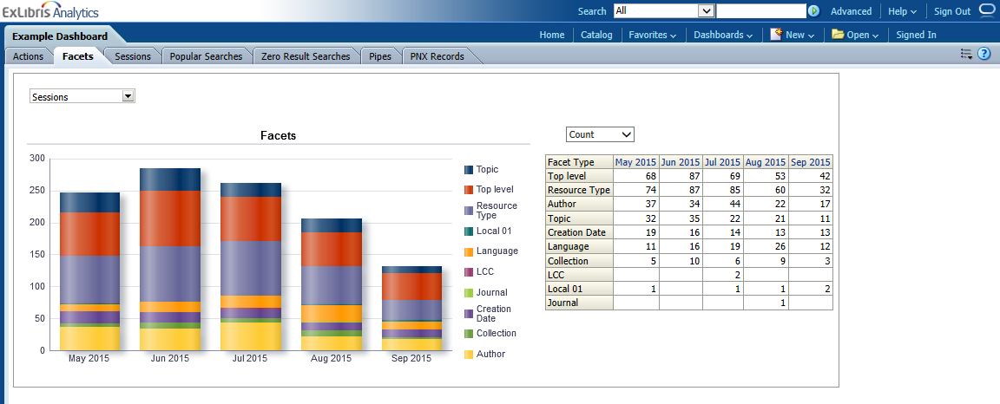 ExLibris Analytics
Search All Advanced Help Sign Out
Example Dashboard
Home Catalog Favorites Dashboards New Open Signed In
Actions Facets Sessions Popular Searches Zero Result Searches Pipes PNX Records
Sessions
Facets
300
250
200
150
100
50
0
May 2015 Jun 2015 Jul 2015 Aug 2015 Sep 2015
Topic
Top level
Resource
Type
Local 01
Language
LCC
Journal
Creation
Date
Collection
Author
Count
Facet Type May 2015 Jun 2015 Jul 2015 Aug 2015 Sep 2015
Top level 68 87 69 53 42
Resource Type 74 87 85 60 32
Author 37 34 44 22 17
Topic 32 35 22 21 11
Creation Date 19 16 14 13 13
Language 11 16 19 26 12
Collection 5 10 6 9 3
LCC 2
Local 01 1 1 1 2
Journal 1